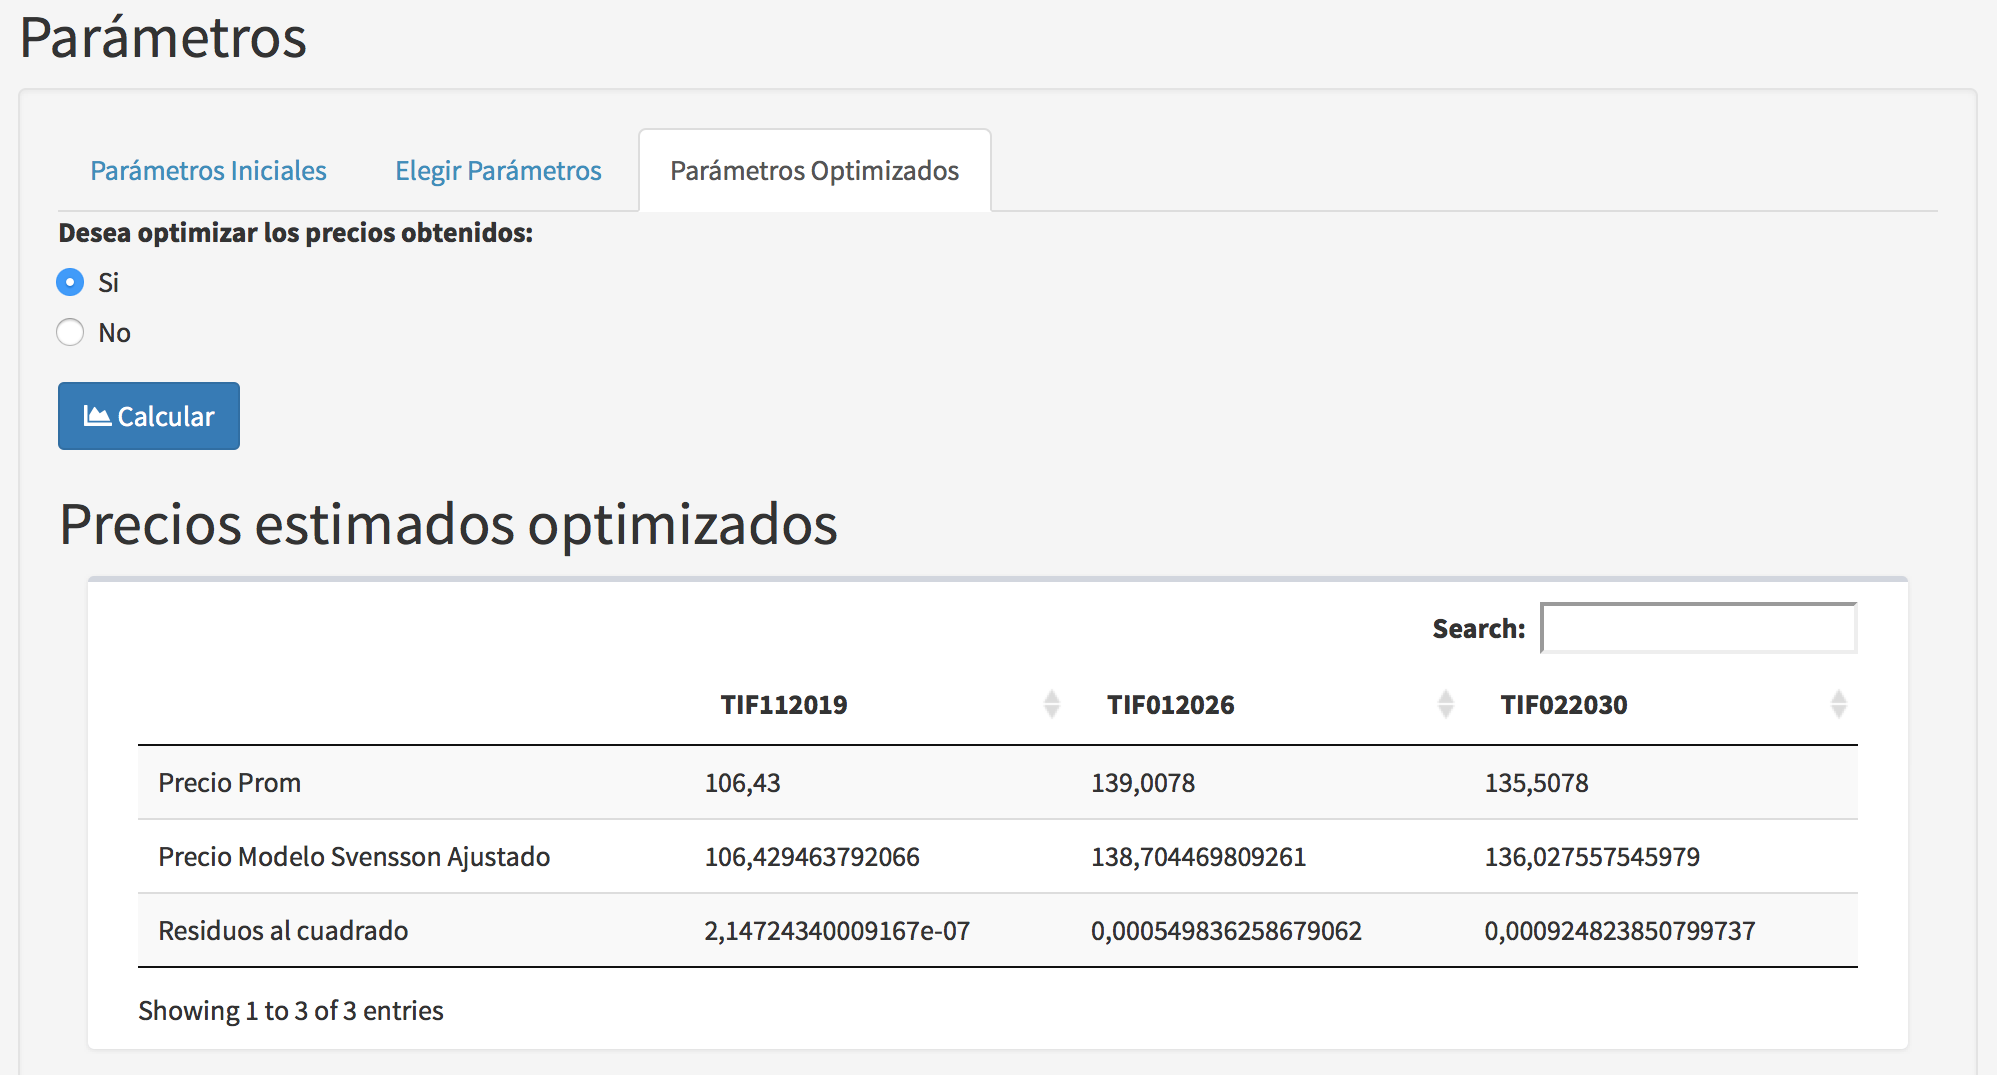 Parámetros
Parámetros Iniciales Elegir Parámetros Parámetros Optimizados
Desea optimizar los precios obtenidos:
Si
No
Calcular
Precios estimados optimizados
Search:
TIF112019 TIF012026 TIF022030
Precio Prom 106,43 139,0078 135,5078
Precio Modelo Svensson Ajustado 106,429463792066 138,704469809261 136,027557545979
Residuos al cuadrado 2,14724340009167e-07 0,000549836258679062 0,000924823850799737
Showing 1 to 3 of 3 entries